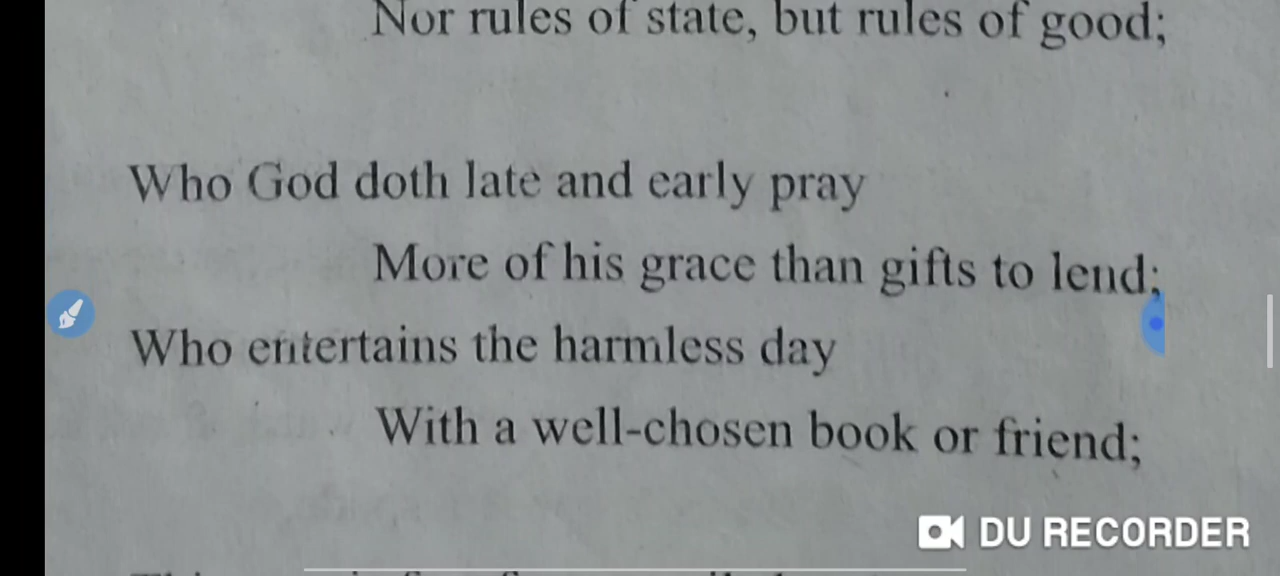 Nor rules of state, but rules of good;
Who God doth late and early pray
More of his grace than gifts to lend;
Who entertains the harmless day
With a well-chosen book or friend;
DU RECORDER